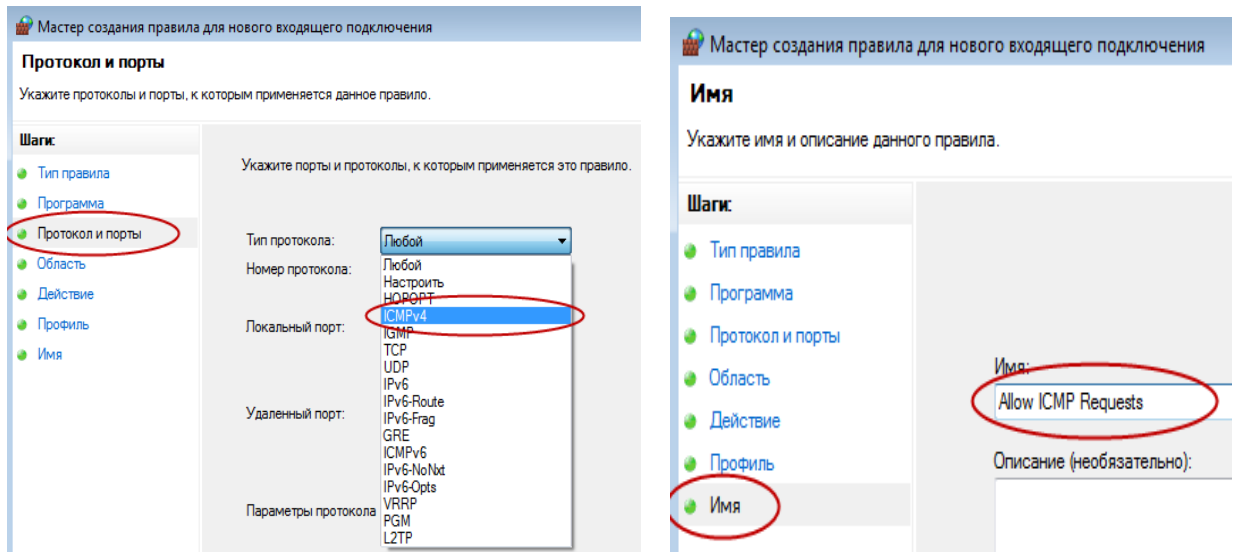 Мастер создания правила для нового входящего подключения
Протокол и порты
Укажите протоколы и порты, к которым применяется данное правило.
Шаги:
Тип правила
Программа
Протокол и порты
Область
Действие
Профиль
Имя
Укажите порты и протоколы, к которым применяется это правило.
Тип протокола:
Любой
Номер протокола:
Любой
Настроить
HOPOPT
ICMPv4
IGMP
TCP
UDP
IPv6
IPv6-Route
IPv6-Frag
GRE
ICMPv6
IPv6-NoNxt
IPv6-Opts
VRRP
PGM
L2TP
Локальный порт:
Удаленный порт:
Параметры протокола
Мастер создания правила для нового входящего подключения
Имя
Укажите имя и описание данного правила.
Шаги:
Тип правила
Программа
Протокол и порты
Область
Действие
Профиль
Имя
Имя:
Allow ICMP Requests
Описание (необязательно):